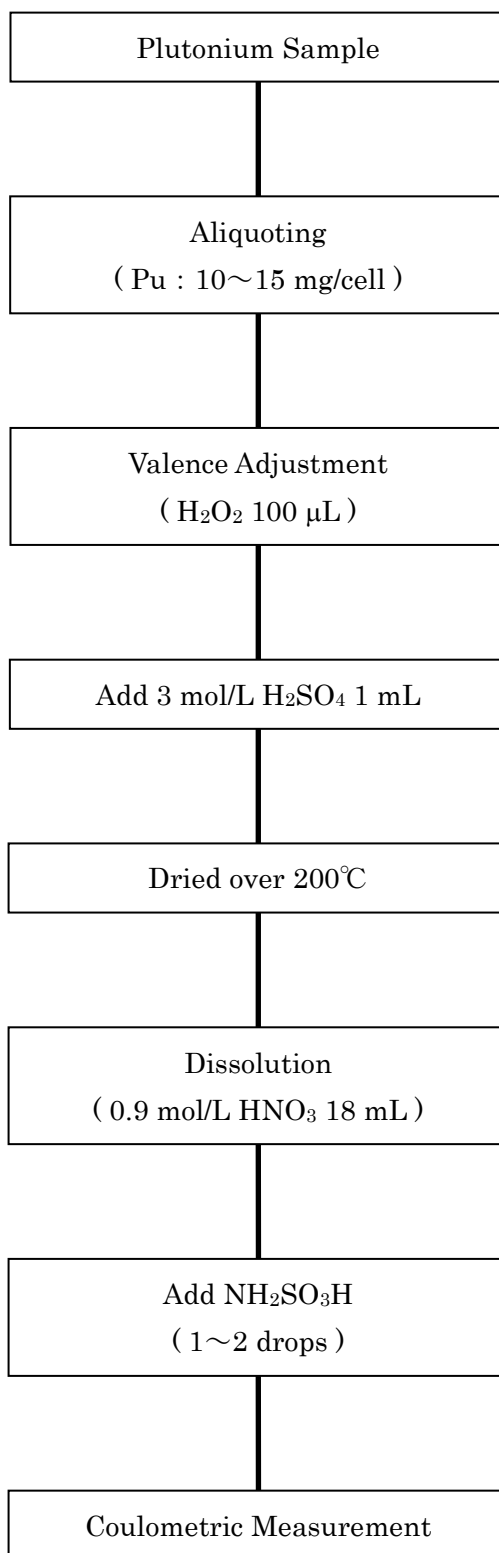 Plutonium Sample
Aliquoting
( Pu : 10～15 mg/cell )
Valence Adjustment
( H₂O₂ 100 μL )
Add 3 mol/L H₂SO₄ 1 mL
Dried over 200℃
Dissolution
( 0.9 mol/L HNO₃ 18 mL )
Add NH₂SO₃H
( 1～2 drops )
Coulometric Measurement